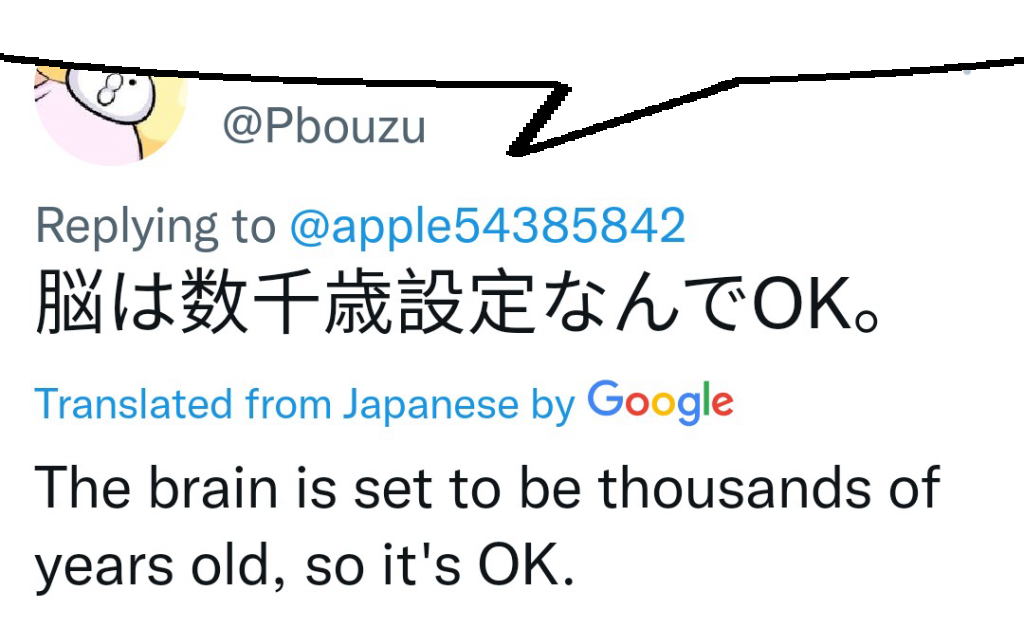 @Pbouzu
Replying to @apple54385842
脳は数千歳設定なんでOK。
Translated from Japanese by Google
The brain is set to be thousands of
years old, so it's OK.